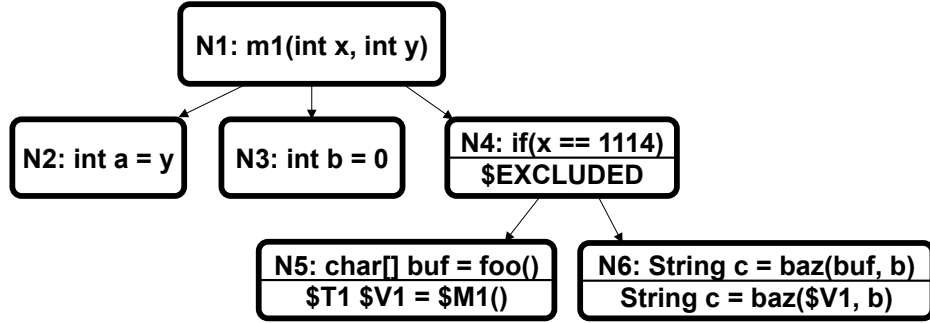 N1: m1(int x, int y)
N2: int a = y
N3: int b = 0
N4: if(x == 1114)
$EXCLUDED
N5: char[] buf = foo()
$T1 $V1 = $M1()
N6: String c = baz(buf, b)
String c = baz($V1, b)